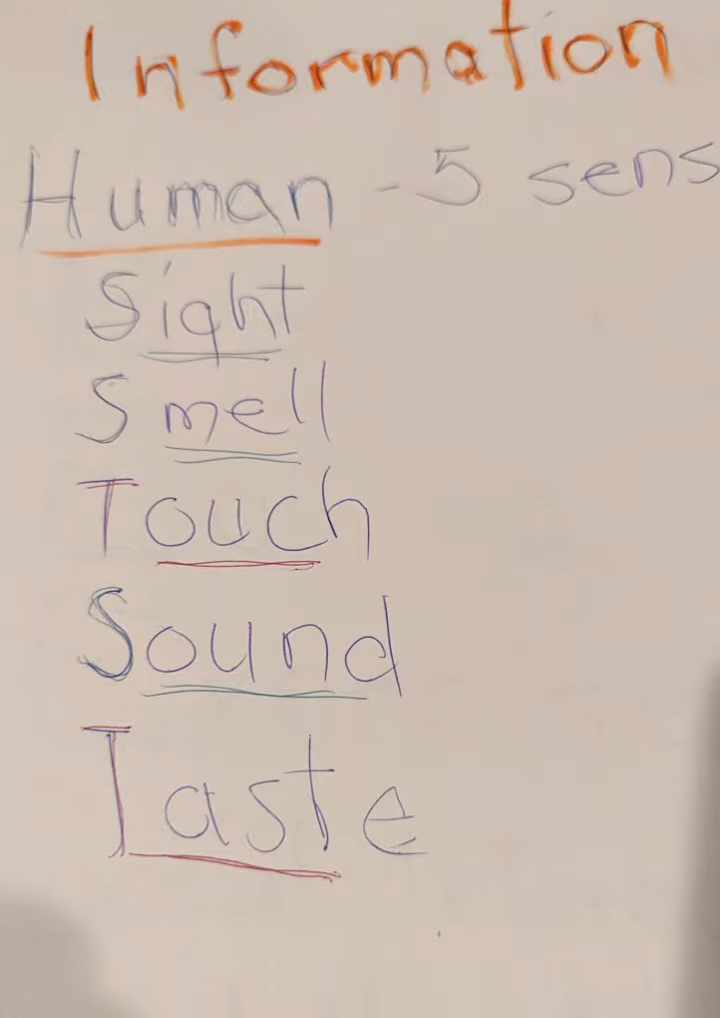 Information
Human - 5 sens
Sight
Smell
Touch
Sound
Taste